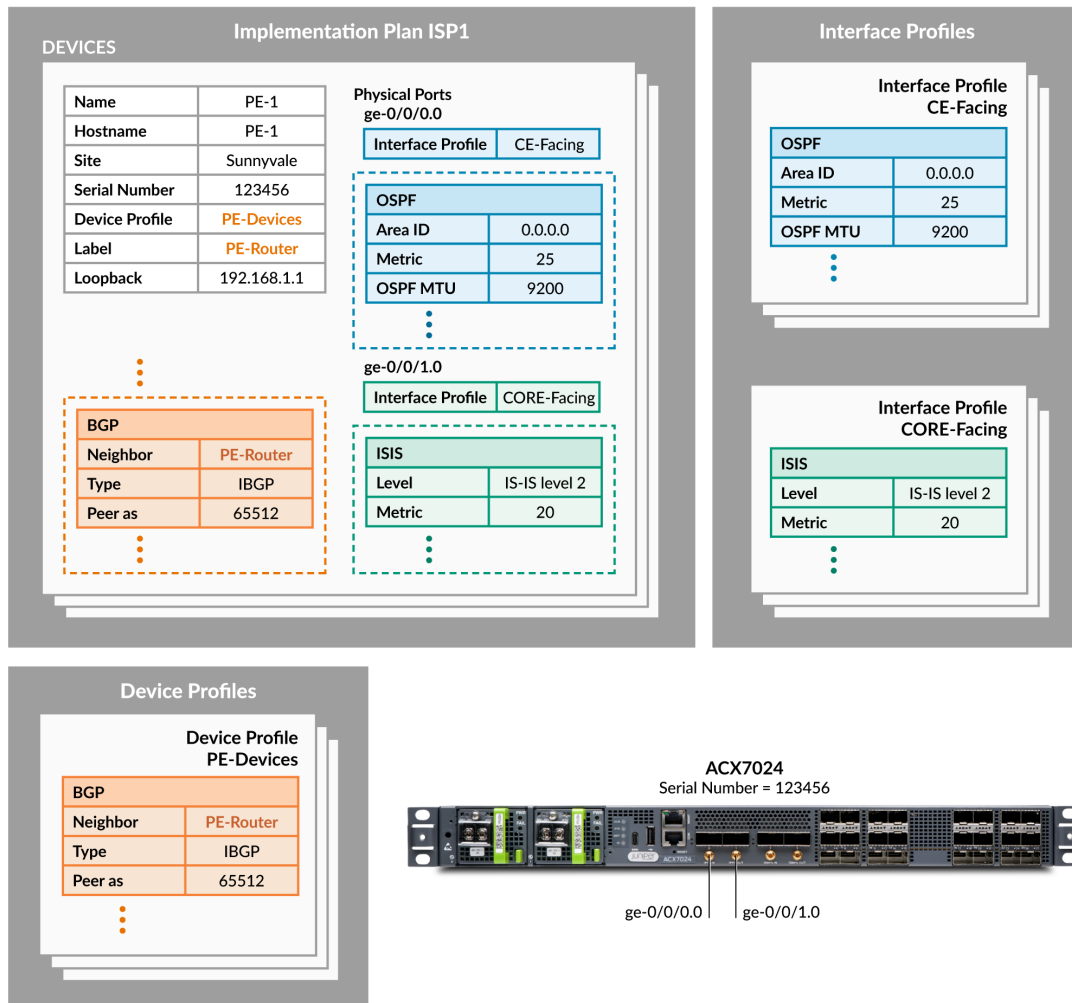 Implementation Plan ISP1
DEVICES
Name PE-1
Hostname PE-1
Site Sunnyvale
Serial Number 123456
Device Profile PE-Devices
Label PE-Router
Loopback 192.168.1.1
BGP
Neighbor PE-Router
Type IBGP
Peer as 65512
Physical Ports
ge-0/0/0.0
Interface Profile CE-Facing
OSPF
Area ID 0.0.0.0
Metric 25
OSPF MTU 9200
ge-0/0/1.0
Interface Profile CORE-Facing
ISIS
Level IS-IS level 2
Metric 20
Interface Profiles
Interface Profile
CE-Facing
OSPF
Area ID 0.0.0.0
Metric 25
OSPF MTU 9200
Interface Profile
CORE-Facing
ISIS
Level IS-IS level 2
Metric 20
Device Profiles
Device Profile
PE-Devices
BGP
Neighbor PE-Router
Type IBGP
Peer as 65512
ACX7024
Serial Number = 123456
JUNIPER
ACX7024
ge-0/0/0.0
ge-0/0/1.0